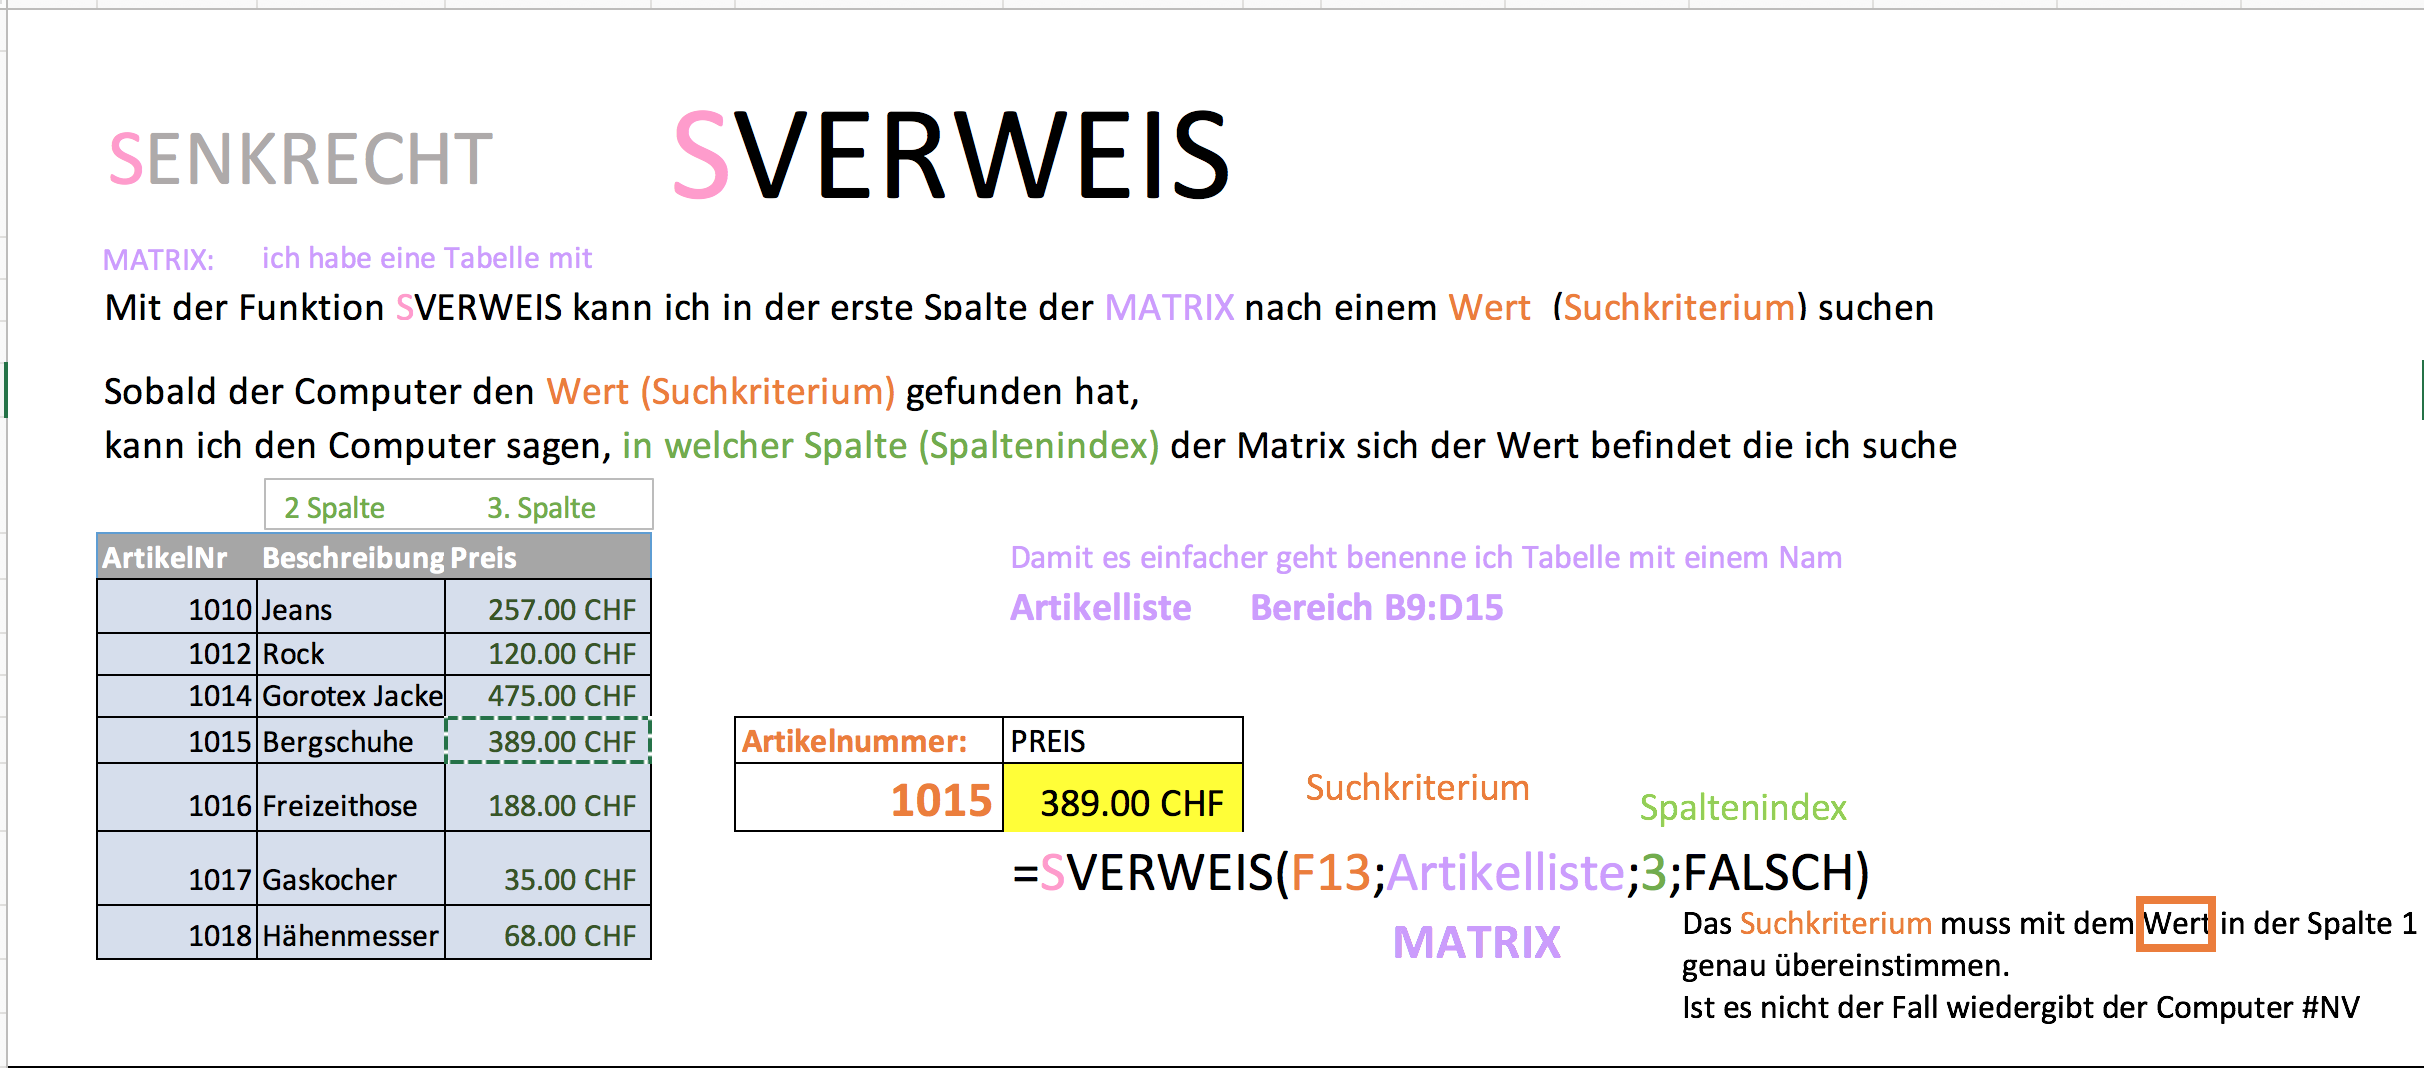 SENKRECHT SVERWEIS
MATRIX: ich habe eine Tabelle mit
Mit der Funktion SVERWEIS kann ich in der erste Spalte der MATRIX nach einem Wert (Suchkriterium) suchen
Sobald der Computer den Wert (Suchkriterium) gefunden hat,
kann ich den Computer sagen, in welcher Spalte (Spaltenindex) der Matrix sich der Wert befindet die ich suche
2 Spalte 3. Spalte
ArtikelNr Beschreibung Preis
1010 Jeans 257.00 CHF
1012 Rock 120.00 CHF
1014 Gorotex Jacke 475.00 CHF
1015 Bergschuhe 389.00 CHF
1016 Freizeithose 188.00 CHF
1017 Gaskocher 35.00 CHF
1018 Hähenmesser 68.00 CHF
Damit es einfacher geht benenne ich Tabelle mit einem Nam
Artikelliste Bereich B9:D15
Artikelnummer: PREIS
1015 389.00 CHF
Suchkriterium
Spaltenindex
=SVERWEIS(F13;Artikelliste;3;FALSCH)
MATRIX
Das Suchkriterium muss mit dem Wert in der Spalte 1
genau übereinstimmen.
Ist es nicht der Fall wiedergibt der Computer #NV